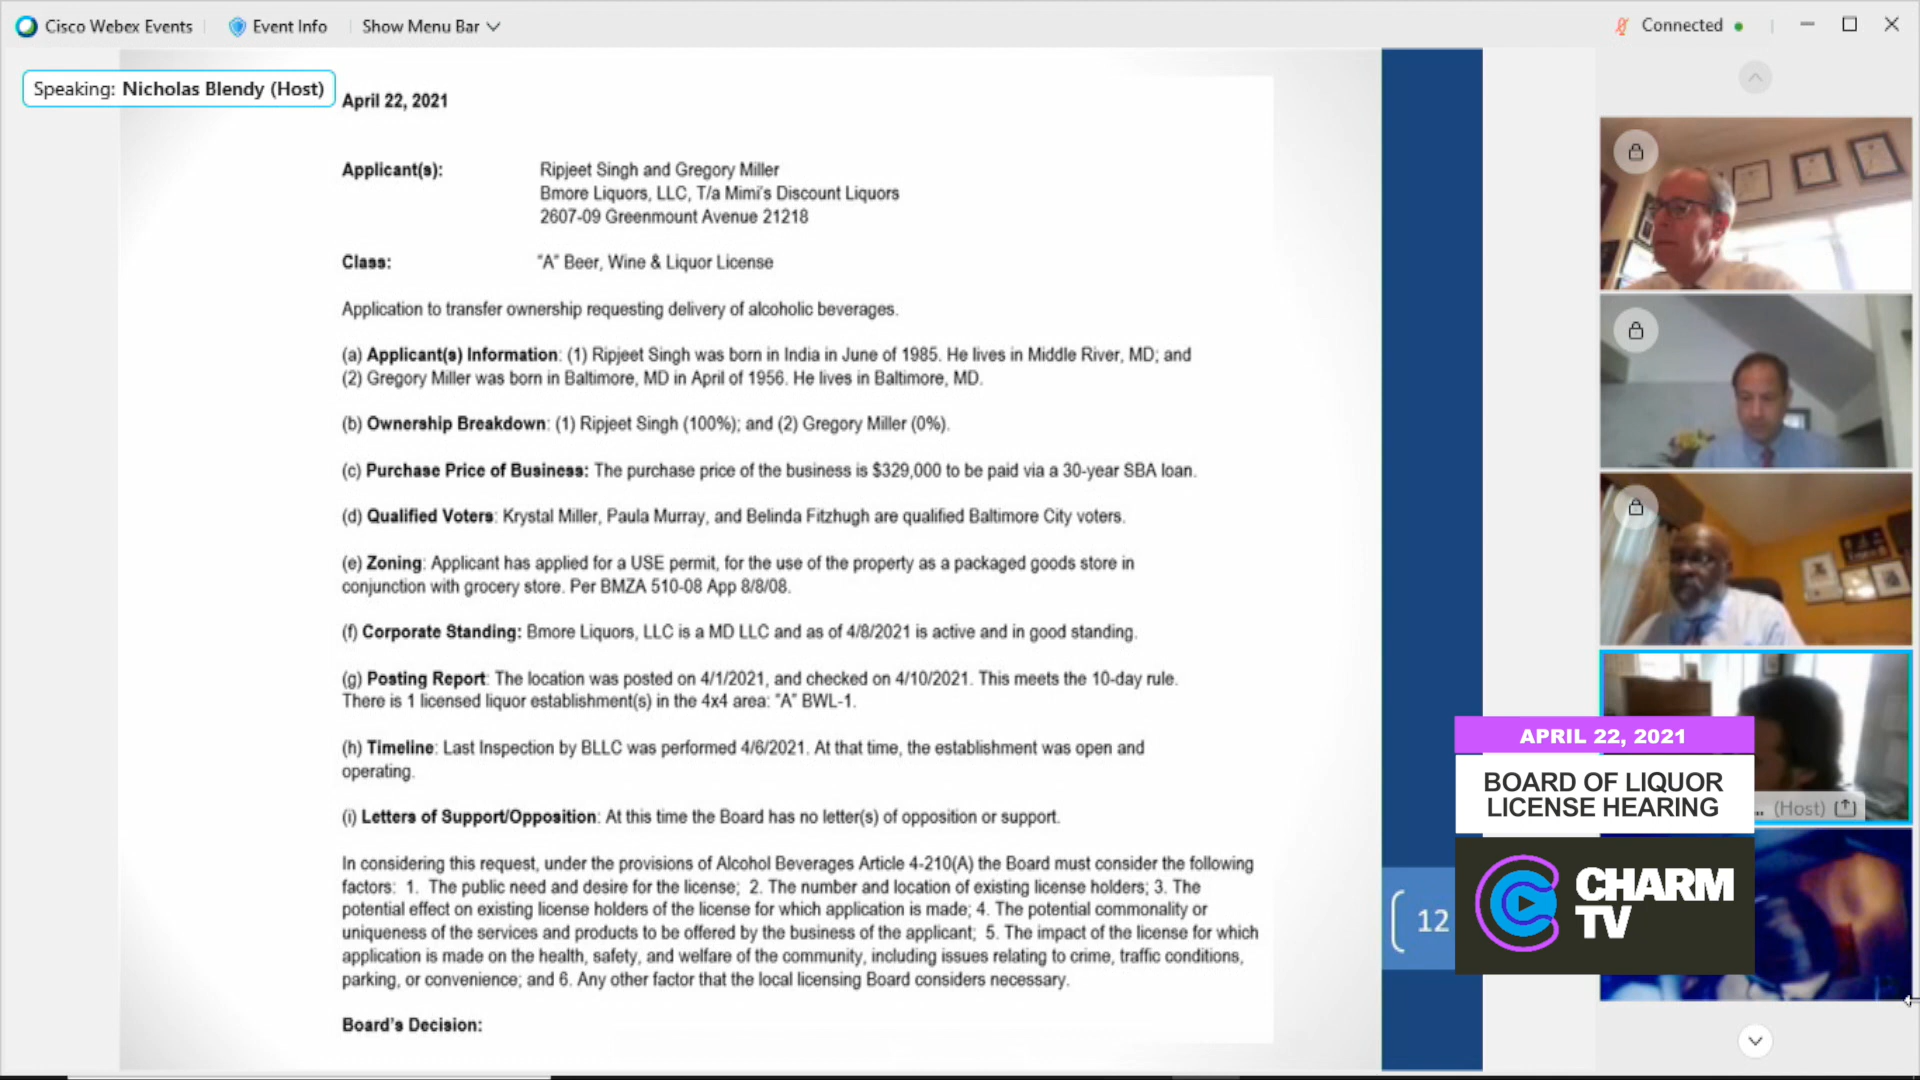 Cisco Webex Events
Event Info
Show Menu Bar
Connected
Speaking: Nicholas Blendy (Host)
April 22, 2021
Applicant(s): Ripjeet Singh and Gregory Miller
Bmore Liquors, LLC, T/a Mimi's Discount Liquors
2607-09 Greenmount Avenue 21218
Class: "A" Beer, Wine & Liquor License
Application to transfer ownership requesting delivery of alcoholic beverages.
(a) Applicant(s) Information: (1) Ripjeet Singh was born in India in June of 1985. He lives in Middle River, MD; and
(2) Gregory Miller was born in Baltimore, MD in April of 1956. He lives in Baltimore, MD.
(b) Ownership Breakdown: (1) Ripjeet Singh (100%); and (2) Gregory Miller (0%).
(c) Purchase Price of Business: The purchase price of the business is $329,000 to be paid via a 30-year SBA loan.
(d) Qualified Voters: Krystal Miller, Paula Murray, and Belinda Fitzhugh are qualified Baltimore City voters.
(e) Zoning: Applicant has applied for a USE permit, for the use of the property as a packaged goods store in
conjunction with grocery store. Per BMZA 510-08 App 8/8/08.
(f) Corporate Standing: Bmore Liquors, LLC is a MD LLC and as of 4/8/2021 is active and in good standing.
(g) Posting Report: The location was posted on 4/1/2021, and checked on 4/10/2021. This meets the 10-day rule.
There is 1 licensed liquor establishment(s) in the 4x4 area: "A" BWL-1.
(h) Timeline: Last Inspection by BLLC was performed 4/6/2021. At that time, the establishment was open and
operating.
(i) Letters of Support/Opposition: At this time the Board has no letter(s) of opposition or support.
In considering this request, under the provisions of Alcohol Beverages Article 4-210(A) the Board must consider the following
factors: 1. The public need and desire for the license; 2. The number and location of existing license holders; 3. The
potential effect on existing license holders of the license for which application is made; 4. The potential commonality or
uniqueness of the services and products to be offered by the business of the applicant; 5. The impact of the license for which
application is made on the health, safety, and welfare of the community, including issues relating to crime, traffic conditions,
parking, or convenience; and 6. Any other factor that the local licensing Board considers necessary.
Board's Decision:
12
... (Host)
APRIL 22, 2021
BOARD OF LIQUOR
LICENSE HEARING
CHARM
TV